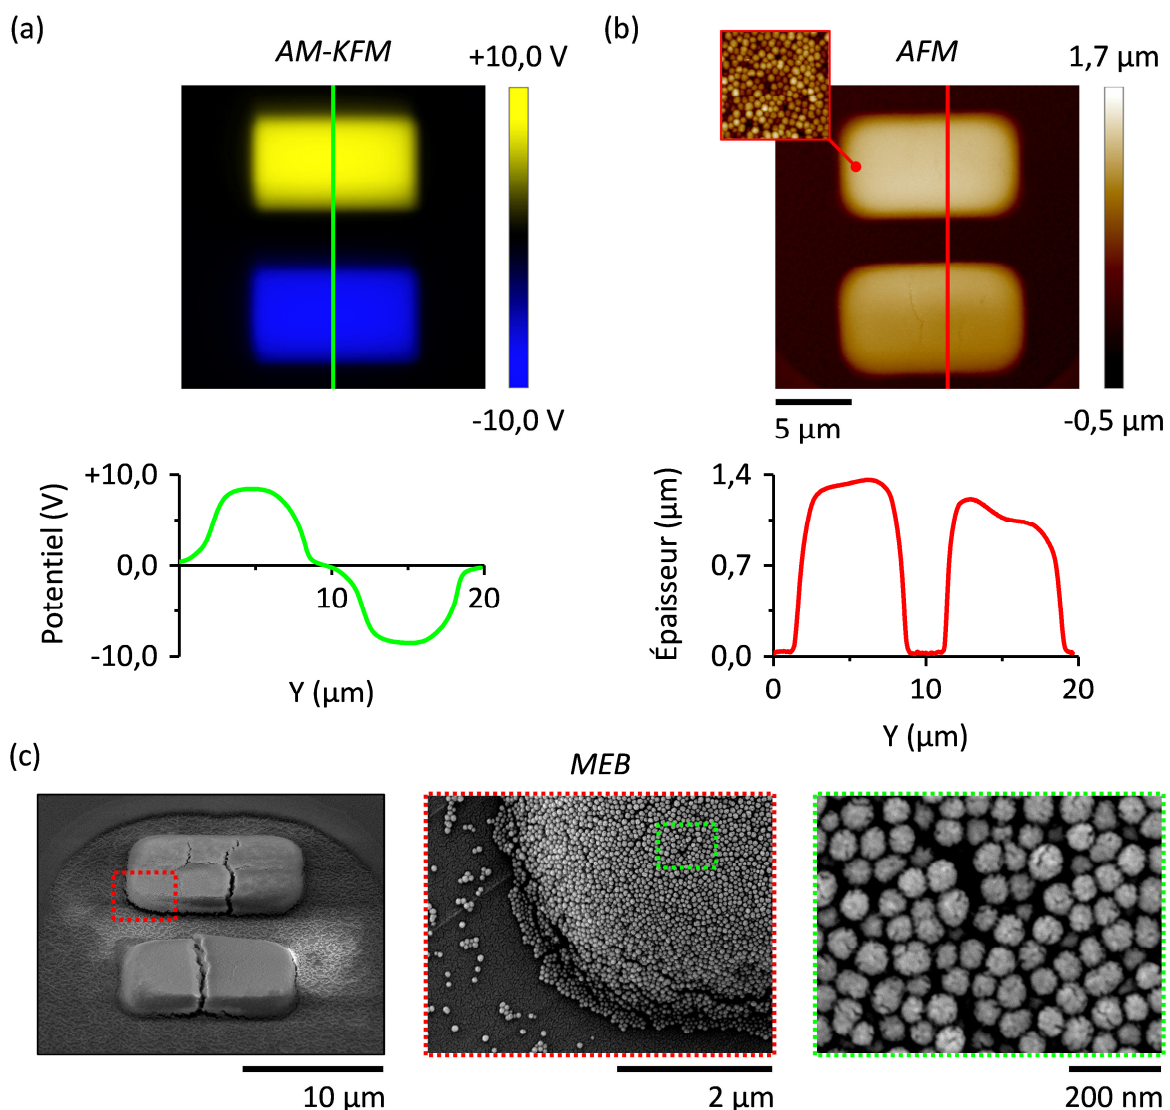 (a)
AM-KFM
+10,0 V
-10,0 V
+10,0
0,0
-10,0
10
20
Potentiel (V)
Y (µm)
(b)
AFM
1,7 µm
-0,5 µm
5 µm
1,4
0,7
0,0
0
10
20
Épaisseur (µm)
Y (µm)
(c)
MEB
10 µm
2 µm
200 nm